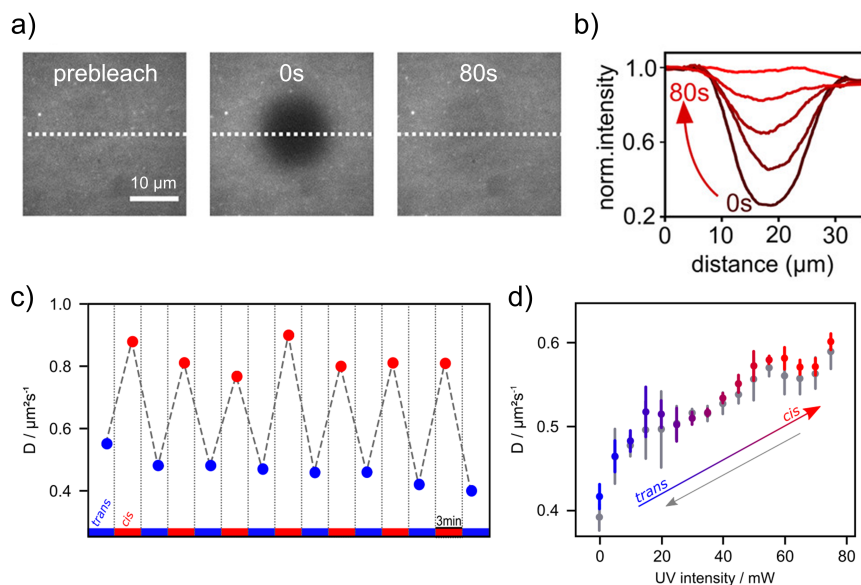 a)
prebleach
0s
80s
10 µm
b)
norm.intensity
1.0
0.6
0.2
80s
0s
0 10 20 30
distance (µm)
c)
D / µm²s⁻¹
1.0
0.8
0.6
0.4
trans
cis
3min
d)
D / µm²s⁻¹
0.6
0.5
0.4
cis
trans
0 20 40 60 80
UV intensity / mW